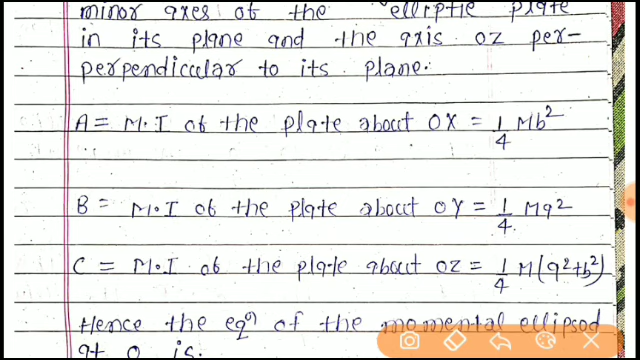 minor axes of the elliptic plate
in its plane and the axis oz per-
perpendicular to its plane.
A = M.I of the plate about OX = 1/4 Mb²
B = M.I of the plate about OY = 1/4 Ma²
C = M.I of the plate about OZ = 1/4 M(a²+b²)
Hence the eqⁿ of the momental ellipsod
at O is.